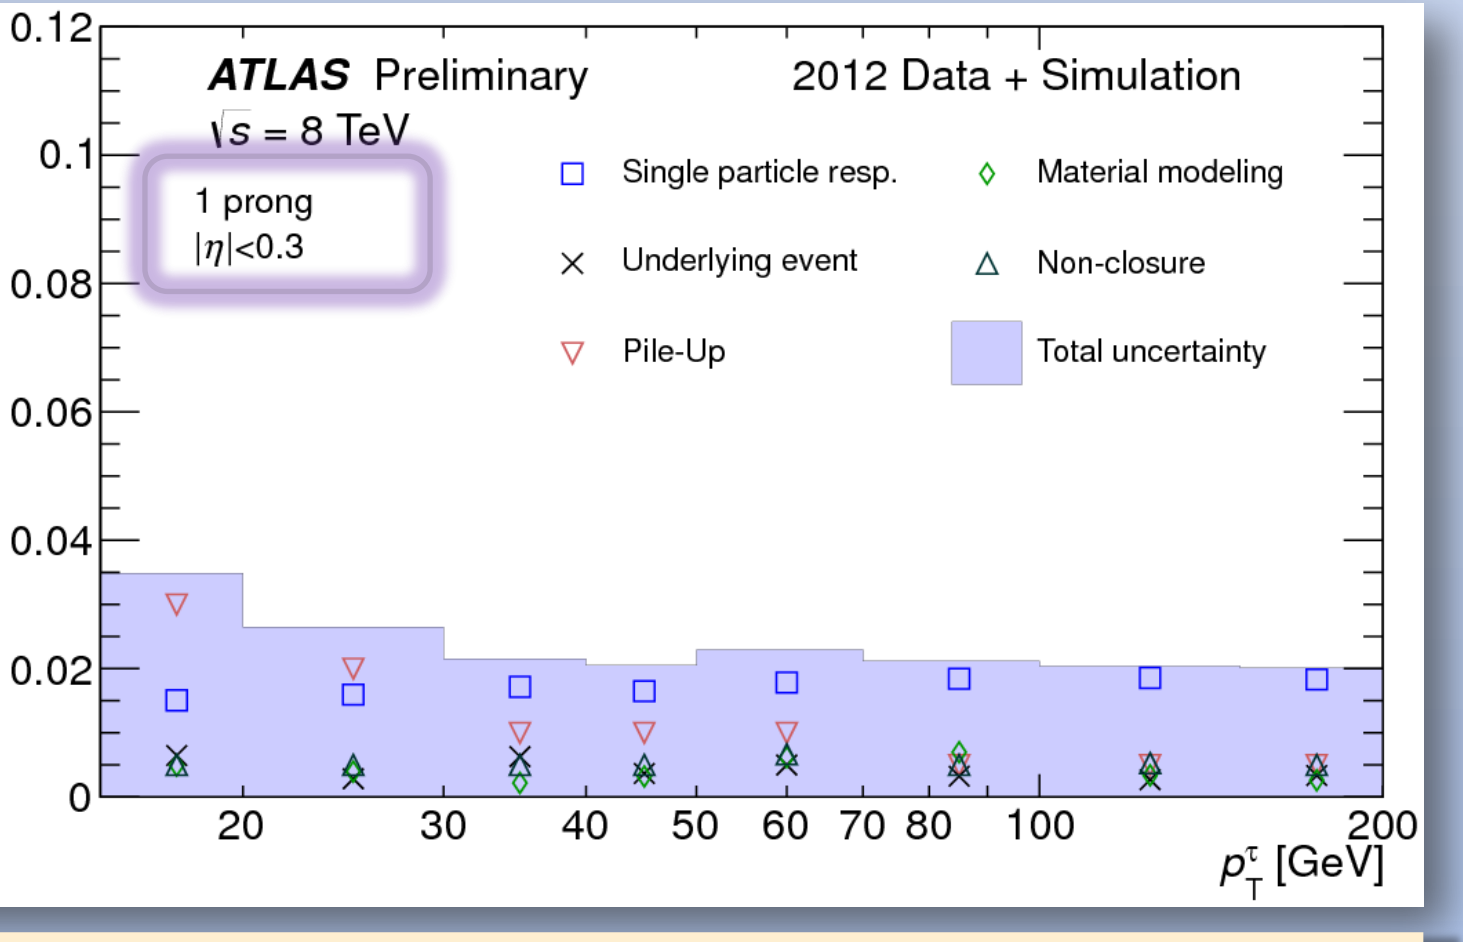 0.12
ATLAS Preliminary 2012 Data + Simulation
√s = 8 TeV
0.1
1 prong
|η|<0.3
Single particle resp. Material modeling
Underlying event Non-closure
Pile-Up Total uncertainty
0.08
0.06
0.04
0.02
0
20 30 40 50 60 70 80 100 200
p_T^τ [GeV]